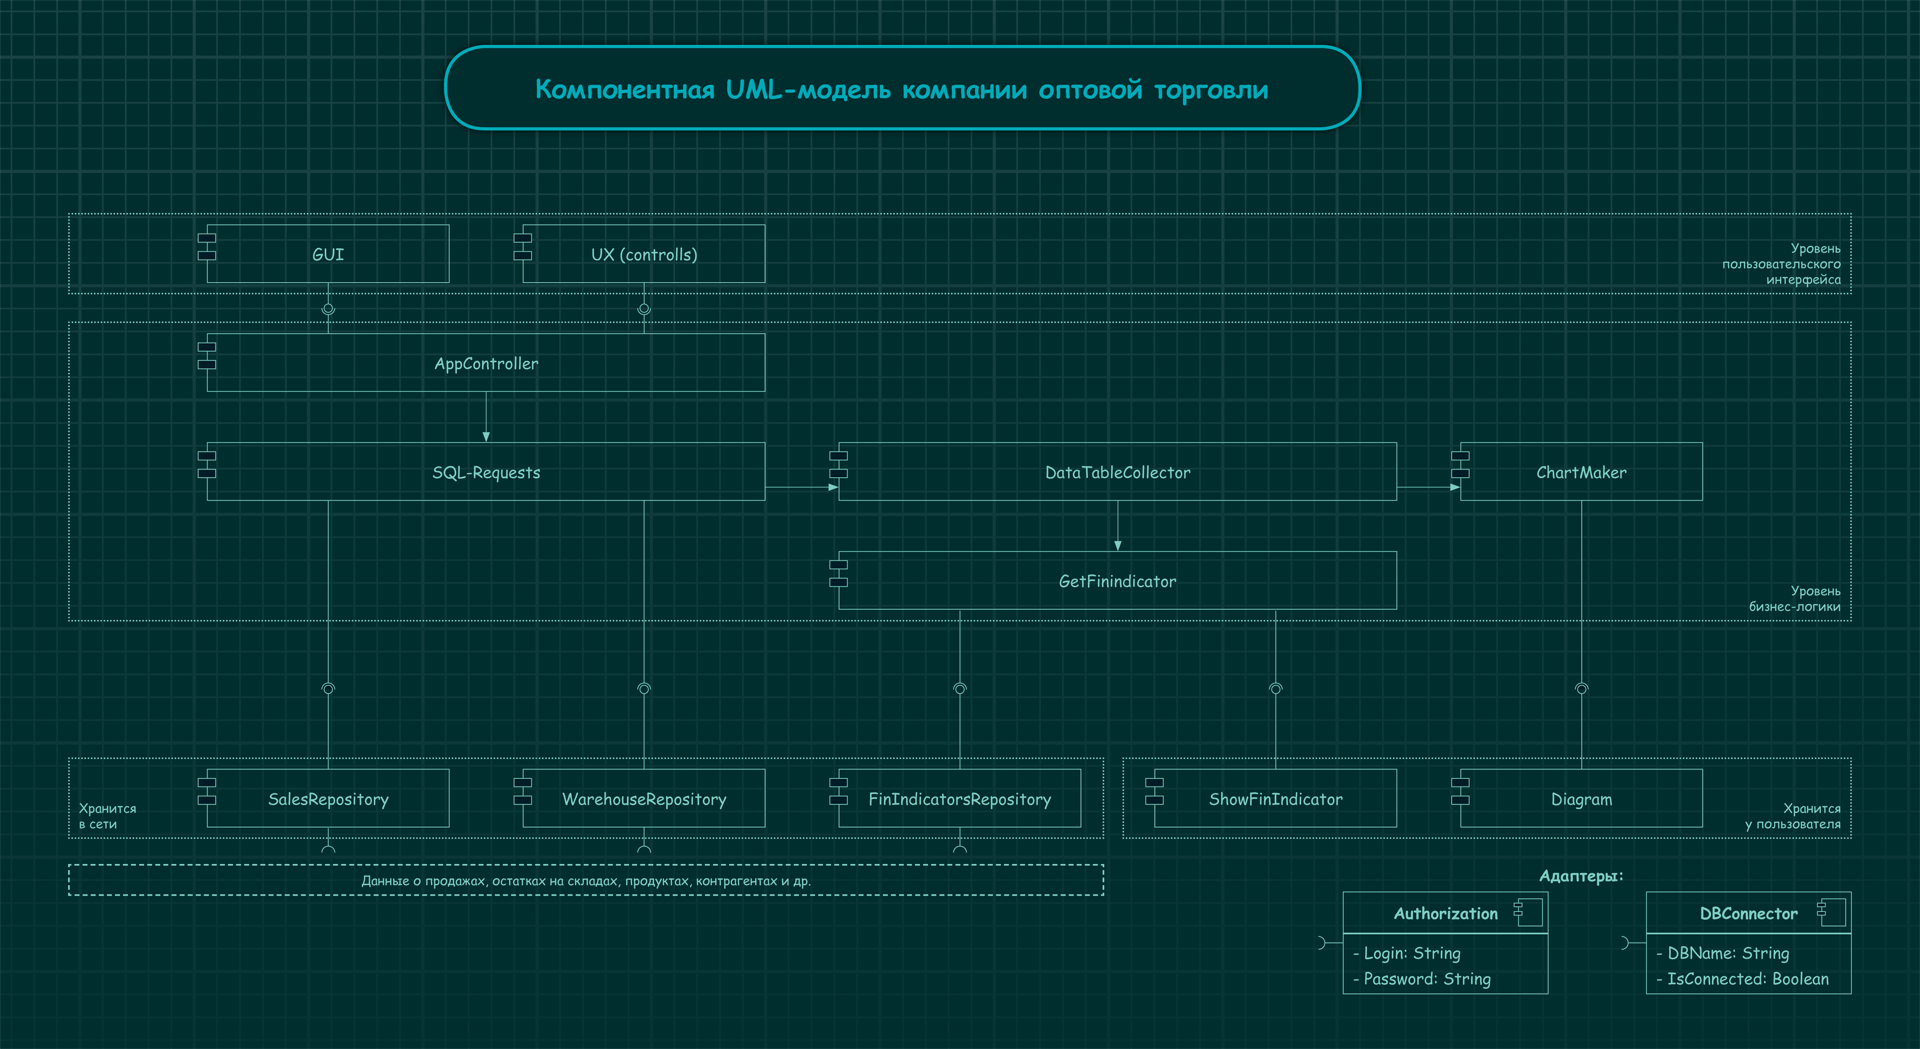 Компонентная UML-модель компании оптовой торговли
GUI
UX (controlls)
Уровень
пользовательского
интерфейса
AppController
SQL-Requests
DataTableCollector
ChartMaker
GetFinindicator
Уровень
бизнес-логики
Хранится
в сети
SalesRepository
WarehouseRepository
FinIndicatorsRepository
ShowFinIndicator
Diagram
Хранится
у пользователя
Данные о продажах, остатках на складах, продуктах, контрагентах и др.
Адаптеры:
Authorization
- Login: String
- Password: String
DBConnector
- DBName: String
- IsConnected: Boolean